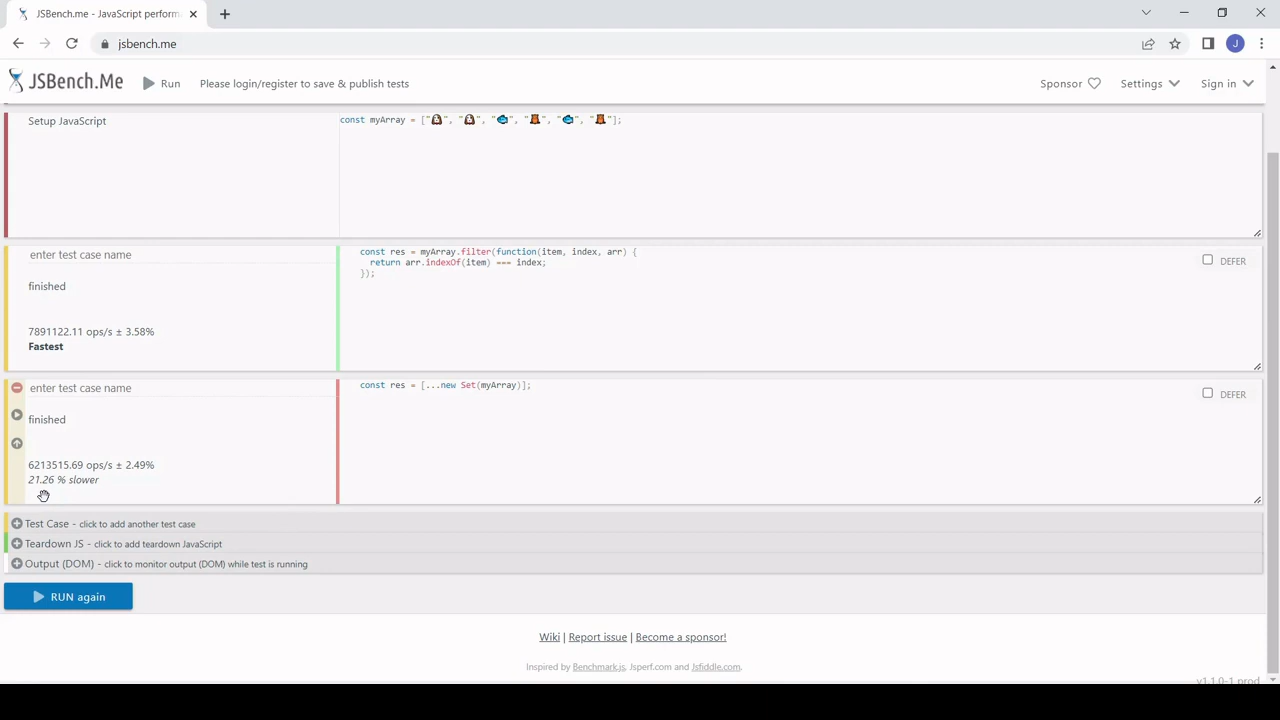 JSBench.me - JavaScript perform
jsbench.me
J
JSBench.Me
Run
Please login/register to save & publish tests
Sponsor
Settings
Sign in
Setup JavaScript
const myArray = ["🐶", "🐶", "🐟", "🐻", "🐟", "🐻"];
enter test case name
const res = myArray.filter(function(item, index, arr) {
return arr.indexOf(item) === index;
});
DEFER
finished
7891122.11 ops/s ± 3.58%
Fastest
enter test case name
const res = [...new Set(myArray)];
DEFER
finished
6213515.69 ops/s ± 2.49%
21.26 % slower
Test Case - click to add another test case
Teardown JS - click to add teardown JavaScript
Output (DOM) - click to monitor output (DOM) while test is running
RUN again
Wiki | Report issue | Become a sponsor!
Inspired by Benchmark.js, Jsperf.com and Jsfiddle.com.
v1.1.0-1 prod